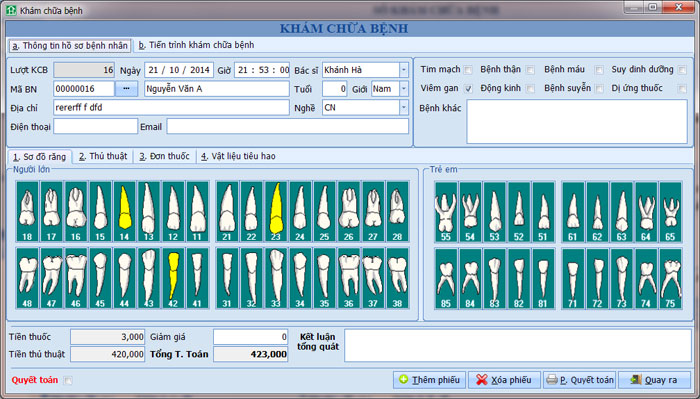 Khám chữa bệnh
KHÁM CHỮA BỆNH
a. Thông tin hồ sơ bệnh nhân b. Tiến trình khám chữa bệnh
Lượt KCB 16 Ngày 21 / 10 / 2014 Giờ 21 : 53 : 00 Bác sĩ Khánh Hà
Mã BN 00000016 ... Nguyễn Văn A Tuổi 0 Giới Nam
Địa chỉ rererff f dfd Nghề CN
Điện thoại Email
Tim mạch Bệnh thận Bệnh máu Suy dinh dưỡng
Viêm gan Động kinh Bệnh suyễn Dị ứng thuốc
Bệnh khác
1. Sơ đồ răng 2. Thủ thuật 3. Đơn thuốc 4. Vật liệu tiêu hao
Người lớn
18 17 16 15 14 13 12 11 21 22 23 24 25 26 27 28
48 47 46 45 44 43 42 41 31 32 33 34 35 36 37 38
Trẻ em
55 54 53 52 51 61 62 63 64 65
85 84 83 82 81 71 72 73 74 75
Tiền thuốc 3,000 Giảm giá 0 Kết luận tổng quát
Tiền thủ thuật 420,000 Tổng T. Toán 423,000
Quyết toán Thêm phiếu Xóa phiếu P. Quyết toán Quay ra